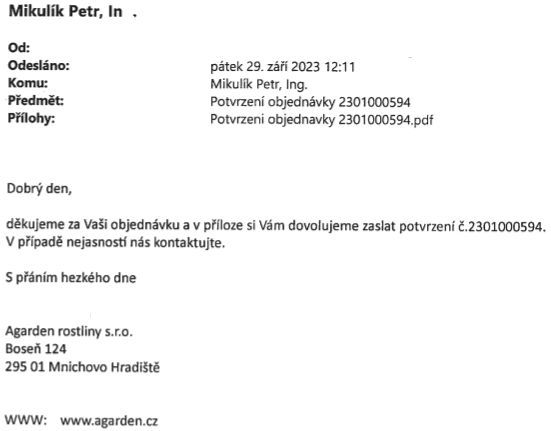 Mikulík Petr, In .
Od:
Odesláno: pátek 29. září 2023 12:11
Komu: Mikulík Petr, Ing.
Předmět: Potvrzení objednávky 2301000594
Přílohy: Potvrzeni objednavky 2301000594.pdf
Dobrý den,
děkujeme za Vaši objednávku a v příloze si Vám dovolujeme zaslat potvrzení č.2301000594.
V případě nejasností nás kontaktujte.
S přáním hezkého dne
Agarden rostliny s.r.o.
Boseň 124
295 01 Mnichovo Hradiště
WWW: www.agarden.cz